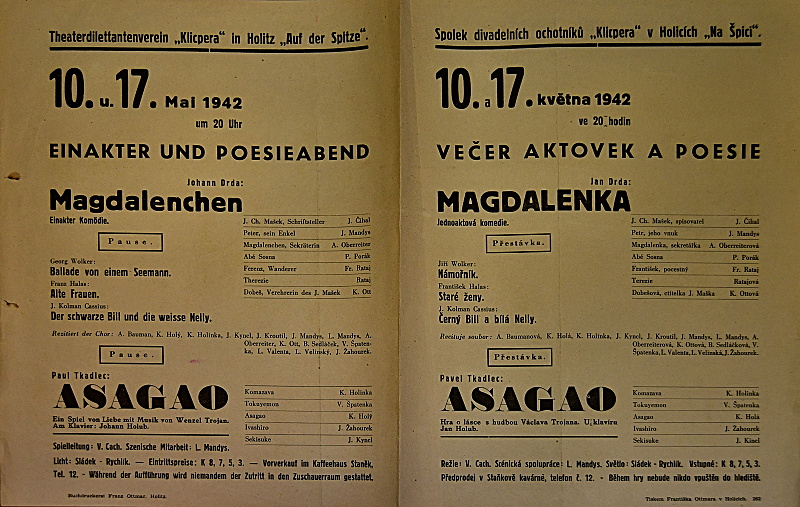 Theaterdilettantenverein „Klicpera“ in Holitz „Auf der Spitze“.
10. u. 17. Mai 1942
um 20 Uhr
EINAKTER UND POESIEABEND
Johann Drda:
Magdalenchen
Einakter Komödie.
J. Ch. Mašek, Schriftsteller J. Čihal
Peter, sein Enkel J. Mandys
Magdalenchen, Sekräterin A. Oberreiter
Abé Sosna P. Porák
Ferenz, Wanderer Fr. Rataj
Therezie Rataj
Dobeš, Verehrerin des J. Mašek K. Ott
Pause.
Georg Wolker:
Ballade von einem Seemann.
Franz Halas:
Alte Frauen.
J. Kolman Cassius:
Der schwarze Bill und die weisse Nelly.
Rezitiert der Chor: A. Bauman, K. Holý, K. Holinka, J. Kyncl, J. Kroutil, J. Mandys, L. Mandys, A.
Oberreiter, K. Ott, B. Sedláček, V. Špaten-
ka, L. Valenta, L. Velinský, J. Žahourek.
Pause.
Paul Tkadlec:
ASAGAO
Ein Spiel von Liebe mit Musik von Wenzel Trojan.
Am Klavier: Johann Holub.
Komazava K. Holinka
Tokuyemon V. Špatenka
Asagao K. Holý
Ivashiro J. Žahourek
Sekisuke J. Kyncl
Spielleitung: V. Cach. Szenische Mitarbeit: L. Mandys.
Licht: Sládek - Rychlík. — Eintrittspreise: K 8, 7, 5, 3. — Vorverkauf im Kaffeehaus Staněk,
Tel. 12. - Während der Aufführung wird niemandem der Zutritt in den Zuschauerraum gestattet.
Buchdruckerei Franz Ottmar, Holitz.
Spolek divadelních ochotníků „Klicpera“ v Holicích „Na Špici“.
10. a 17. května 1942
ve 20 hodin
VEČER AKTOVEK A POESIE
Jan Drda:
MAGDALENKA
Jednoaktová komedie.
J. Ch. Mašek, spisovatel J. Čihal
Petr, jeho vnuk J. Mandys
Magdalenka, sekretářka A. Oberreiterová
Abé Sosna P. Porák
František, pocestný Fr. Rataj
Terezie Ratajová
Dobešová, ctitelka J. Maška K. Ottová
Přestávka.
Jiří Wolker:
Námořník.
František Halas:
Staré ženy.
J. Kolman Cassius:
Černý Bill a bílá Nelly.
Recituje soubor: A. Baumanová, K. Holá, K. Holinka, J. Kyncl, J. Kroutil, J. Mandys, L. Mandys, A.
Oberreiterová, K. Ottová, B. Sedláčková, V.
Špatenka, L. Valenta, L. Velinská, J. Žahourek.
Přestávka.
Pavel Tkadlec:
ASAGAO
Hra o lásce s hudbou Václava Trojana. U klavíru
Jan Holub.
Komazava K. Holinka
Tokuyemon V. Špatenka
Asagao K. Holá
Ivashiro J. Žahourek
Sekisuke J. Kincl
Režie: V. Cach. Scénická spolupráce: L. Mandys. Světlo: Sládek - Rychlík. Vstupné: K 8, 7, 5, 3.
Předprodej v Staňkově kavárně, telefon č. 12. - Během hry nebude nikdo vpuštěn do hlediště.
Tiskem Františka Ottmara, v Holicích. 262